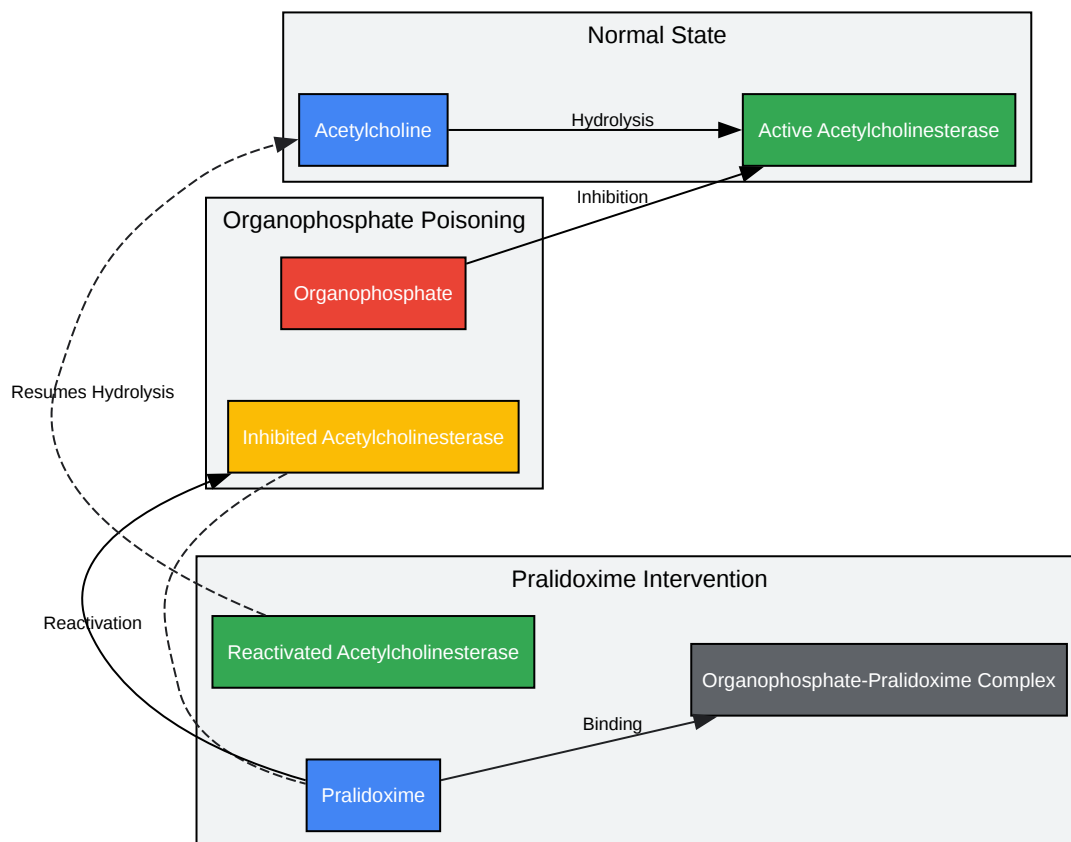 Normal State
Acetylcholine
Hydrolysis
Active Acetylcholinesterase
Inhibition
Organophosphate Poisoning
Organophosphate
Resumes Hydrolysis
Inhibited Acetylcholinesterase
Pralidoxime Intervention
Reactivation
Reactivated Acetylcholinesterase
Organophosphate-Pralidoxime Complex
Binding
Pralidoxime